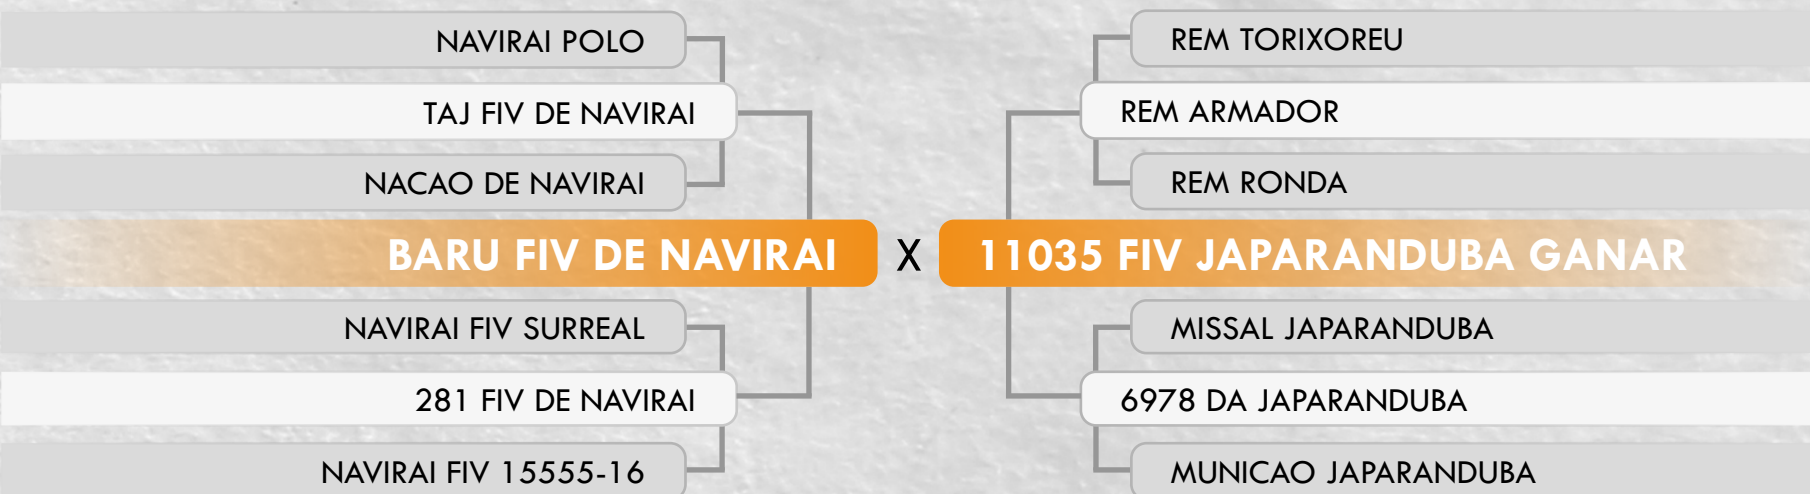 NAVIRAI POLO
TAJ FIV DE NAVIRAI
NACAO DE NAVIRAI
BARU FIV DE NAVIRAI
NAVIRAI FIV SURREAL
281 FIV DE NAVIRAI
NAVIRAI FIV 15555-16
X
REM TORIXOREU
REM ARMADOR
REM RONDA
11035 FIV JAPARANDUBA GANAR
MISSAL JAPARANDUBA
6978 DA JAPARANDUBA
MUNICAO JAPARANDUBA